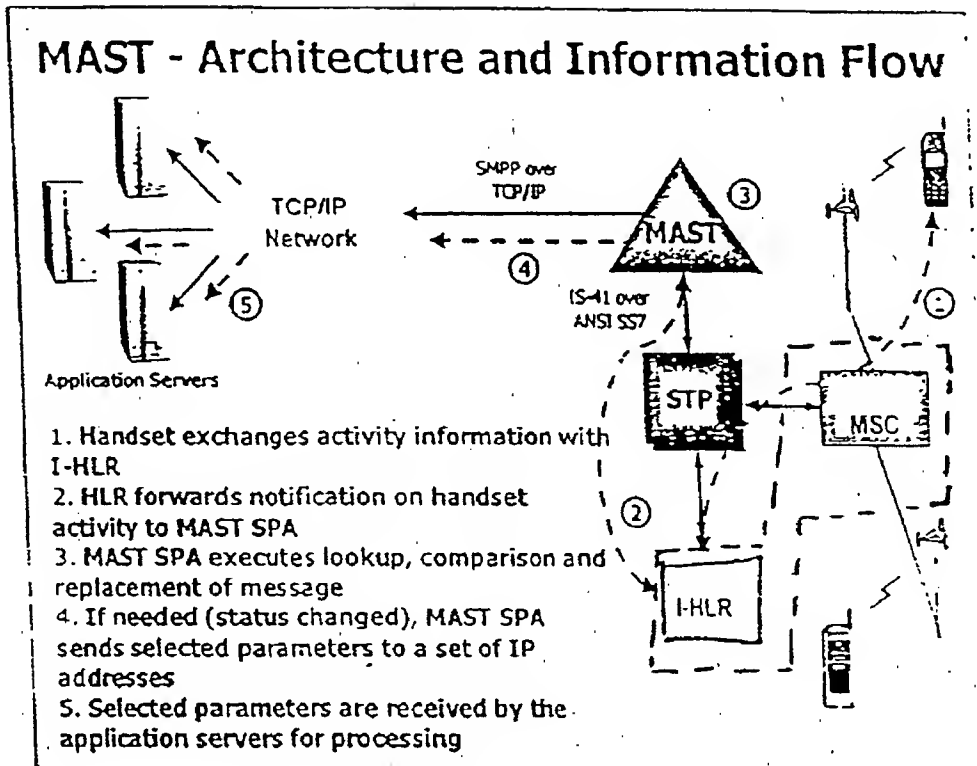 MAST - Architecture and Information Flow
SMPP over
TCP/IP
TCP/IP
Network
MAST
3
4
5
IS-41 over
ANSI SS7
1
Application Servers
STP
MSC
2
I-HLR
1. Handset exchanges activity information with
I-HLR
2. HLR forwards notification on handset
activity to MAST SPA
3. MAST SPA executes lookup, comparison and
replacement of message
4. If needed (status changed), MAST SPA
sends selected parameters to a set of IP
addresses
5. Selected parameters are received by the
application servers for processing